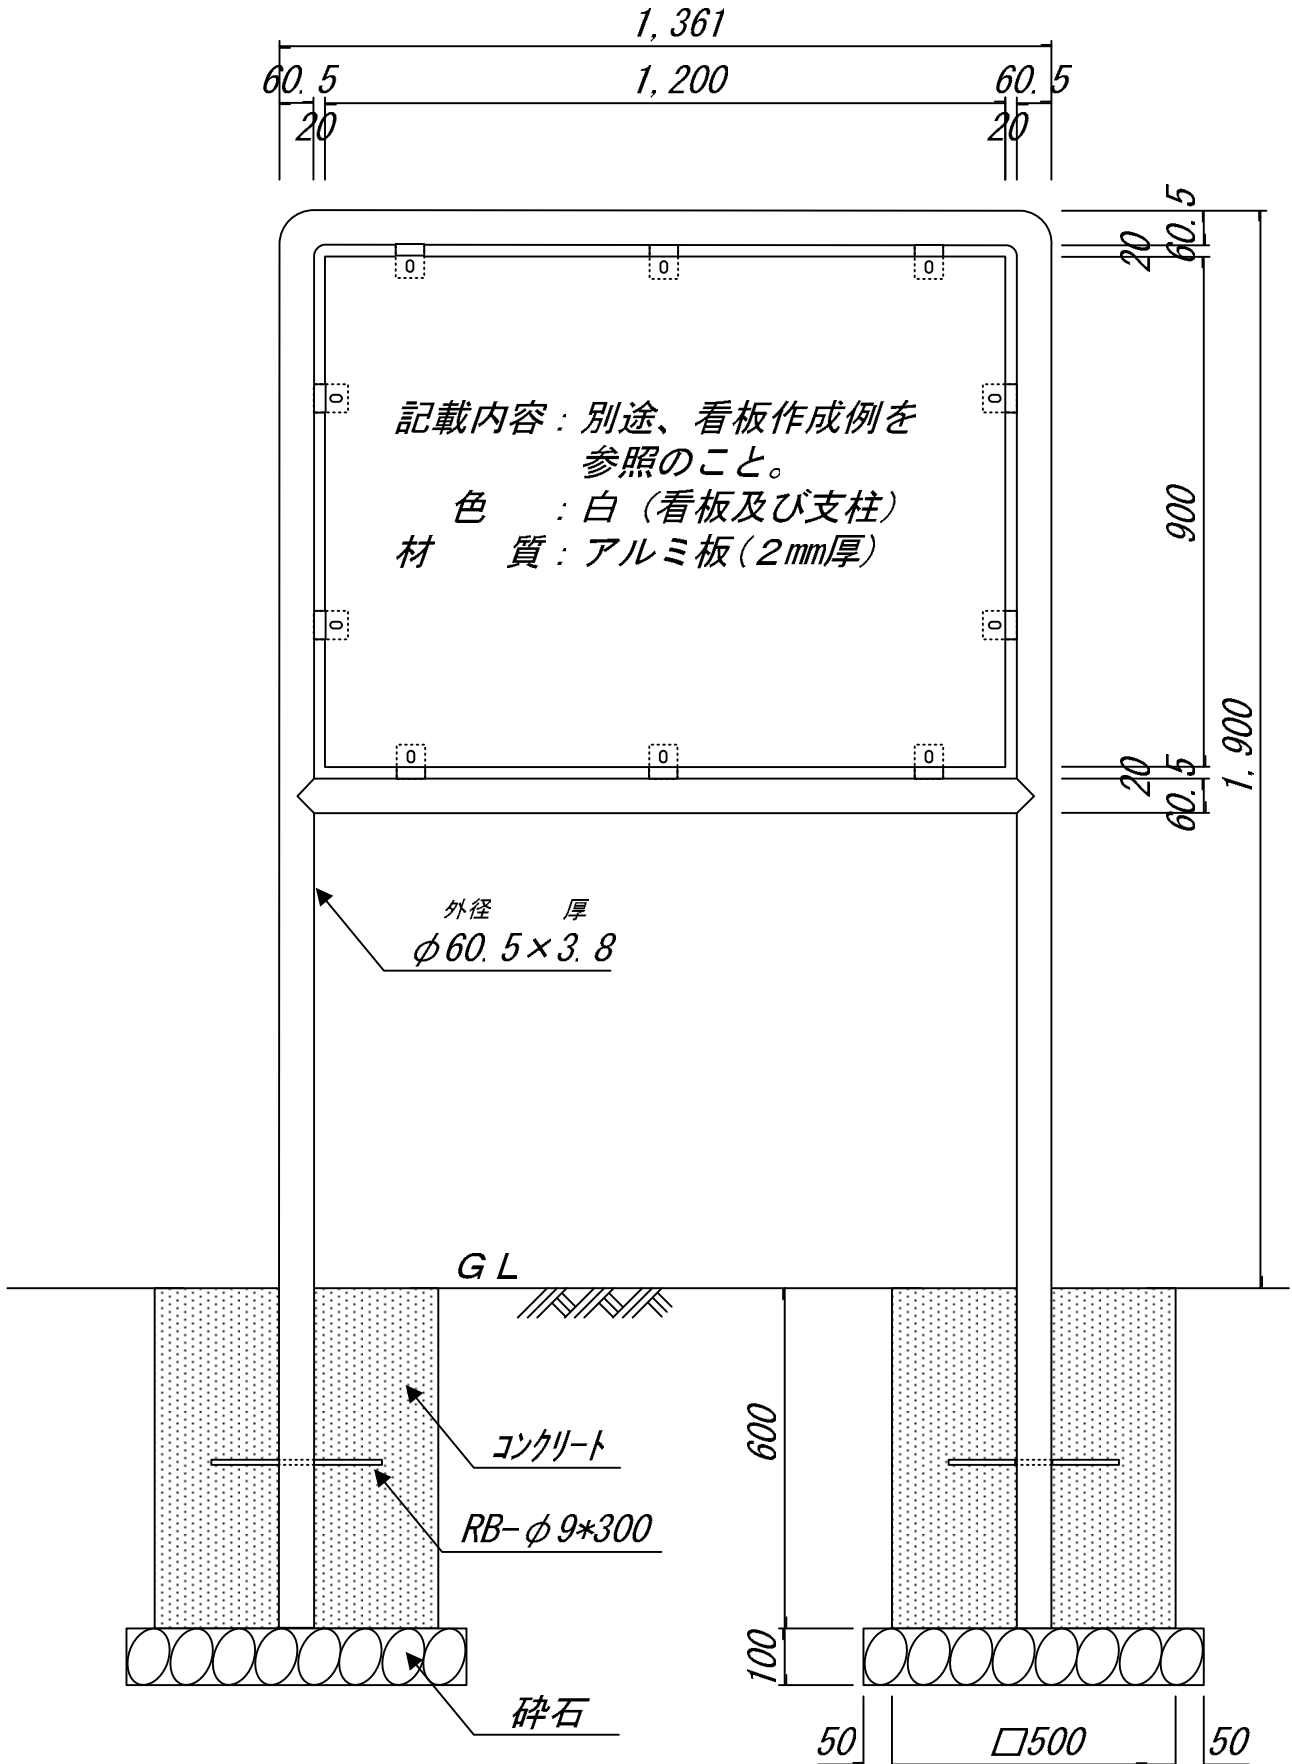 1,361
60.5 1,200 60.5
20 20
60.5
20
900
記載内容：別途、看板作成例を
参照のこと。
色　：白（看板及び支柱）
材　質：アルミ板（２mm厚）
20
60.5
1,900
外径　厚
φ60.5×3.8
ＧＬ
コンクリート
600
RB-φ9*300
100
砕石
50 □500 50